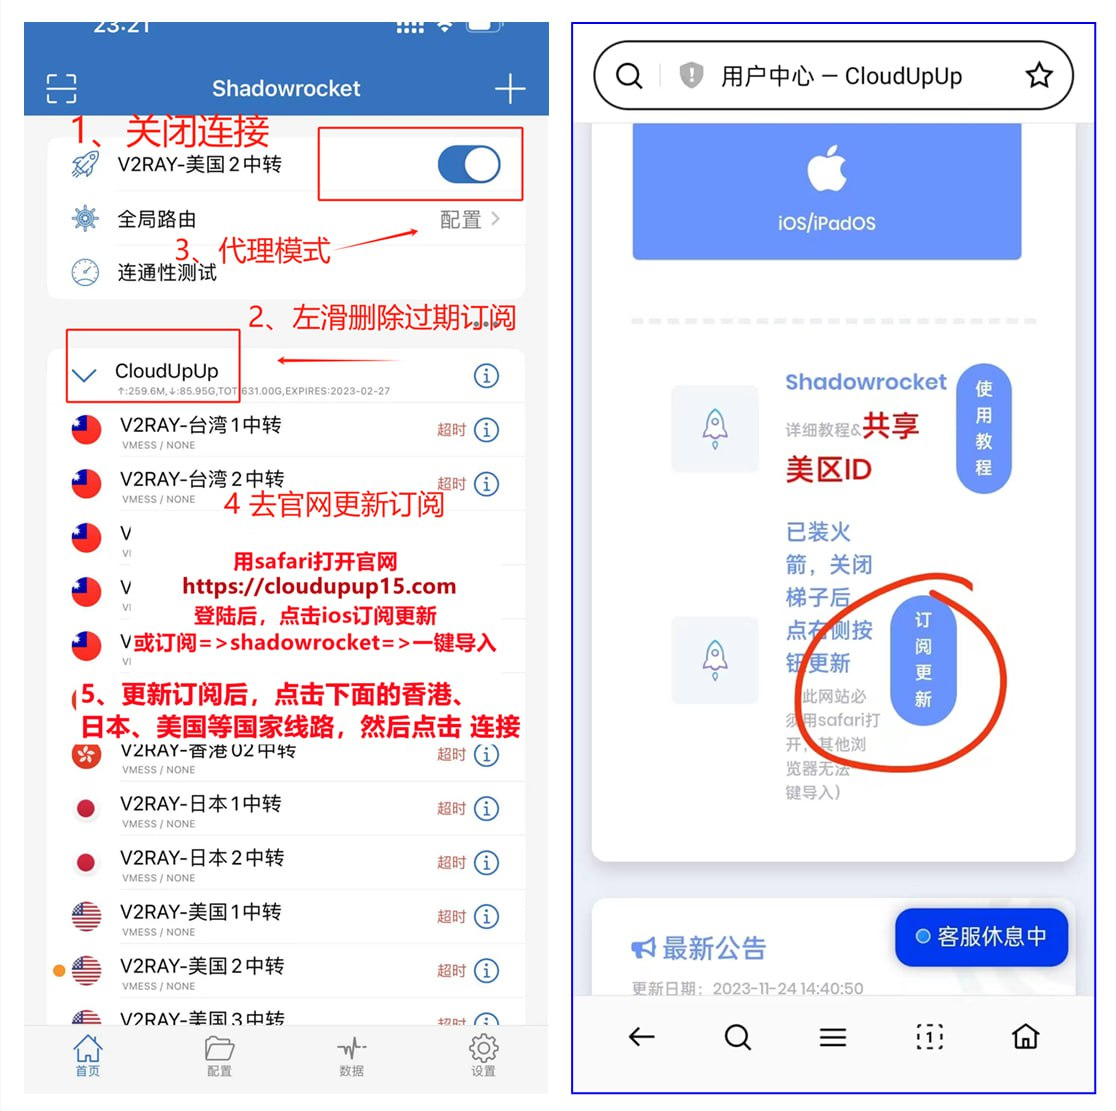 23:21
Shadowrocket
1、关闭连接
V2RAY-美国2中转
全局路由
配置
3、代理模式
连通性测试
2、左滑删除过期订阅
CloudUpUp
↑:259.6M,↓:85.95G,TOT:631.00G,EXPIRES:2023-02-27
V2RAY-台湾1中转
超时
VMESS / NONE
V2RAY-台湾2中转
超时
VMESS / NONE
4 去官网更新订阅
用safari打开官网
https://cloudupup15.com
登陆后，点击ios订阅更新
或订阅=>shadowrocket=>一键导入
5、更新订阅后，点击下面的香港、
日本、美国等国家线路，然后点击 连接
V2RAY-香港02中转
超时
VMESS / NONE
V2RAY-日本1中转
超时
VMESS / NONE
V2RAY-日本2中转
超时
VMESS / NONE
V2RAY-美国1中转
超时
VMESS / NONE
V2RAY-美国2中转
超时
VMESS / NONE
V2RAY-美国3中转
超时
首页
配置
数据
设置
用户中心 — CloudUpUp
iOS/iPadOS
Shadowrocket
详细教程&共享
美区ID
使用教程
已装火
箭，关闭
梯子后
点右侧按
钮更新
此网站必
须用safari打
开，其他浏
览器无法
键导入）
订阅更新
最新公告
客服休息中
更新日期：2023-11-24 14:40:50
1